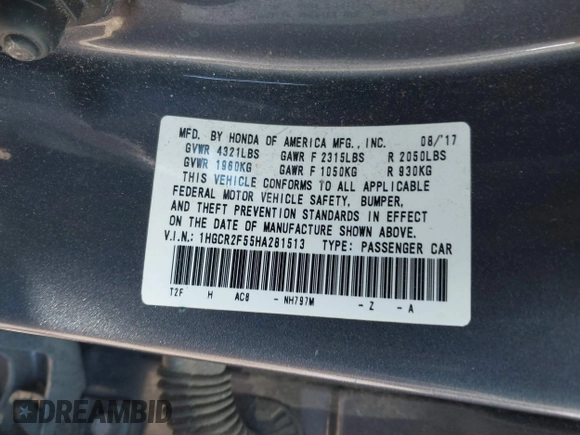 MFD. BY HONDA OF AMERICA MFG., INC. 08/'17
GVWR 4321LBS GAWR F 2315LBS R 2050LBS
GVWR 1960KG GAWR F 1050KG R 930KG
THIS VEHICLE CONFORMS TO ALL APPLICABLE
FEDERAL MOTOR VEHICLE SAFETY, BUMPER,
AND THEFT PREVENTION STANDARDS IN EFFECT
ON THE DATE OF MANUFACTURE SHOWN ABOVE.
V.I.N.: 1HGCR2F55HA281513 TYPE: PASSENGER CAR
T2F H AC8 - NH797M - Z - A
DREAMBID